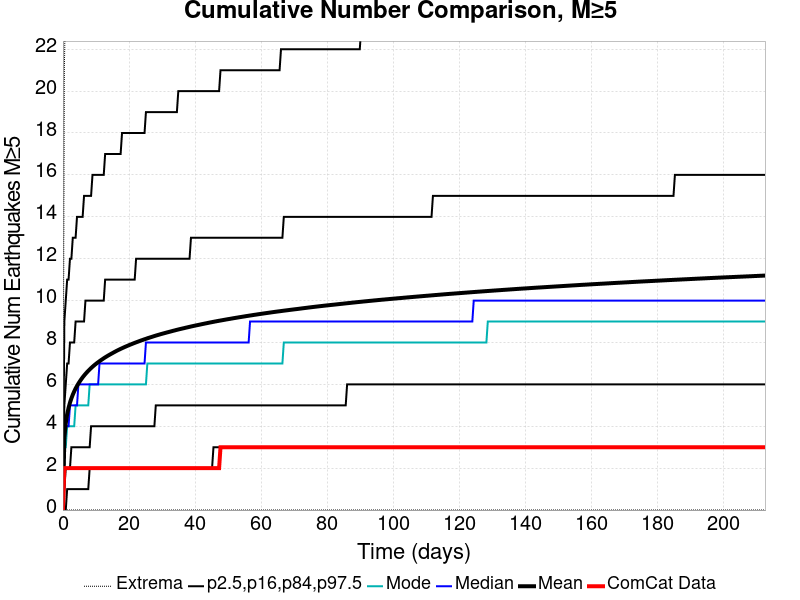 Cumulative Number Comparison, M≥5
Cumulative Num Earthquakes M≥5
22
20
18
16
14
12
10
8
6
4
2
0
0 20 40 60 80 100 120 140 160 180 200
Time (days)
Extrema p2.5,p16,p84,p97.5 Mode Median Mean ComCat Data